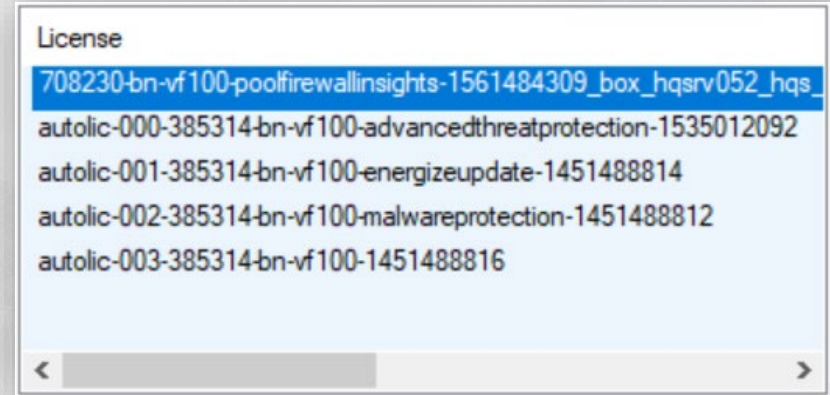 License
708230-bn-vf100-poolfirewallinsights-1561484309_box_hqsrv052_hqs_
autolic-000-385314-bn-vf100-advancedthreatprotection-1535012092
autolic-001-385314-bn-vf100-energizeupdate-1451488814
autolic-002-385314-bn-vf100-malwareprotection-1451488812
autolic-003-385314-bn-vf100-1451488816